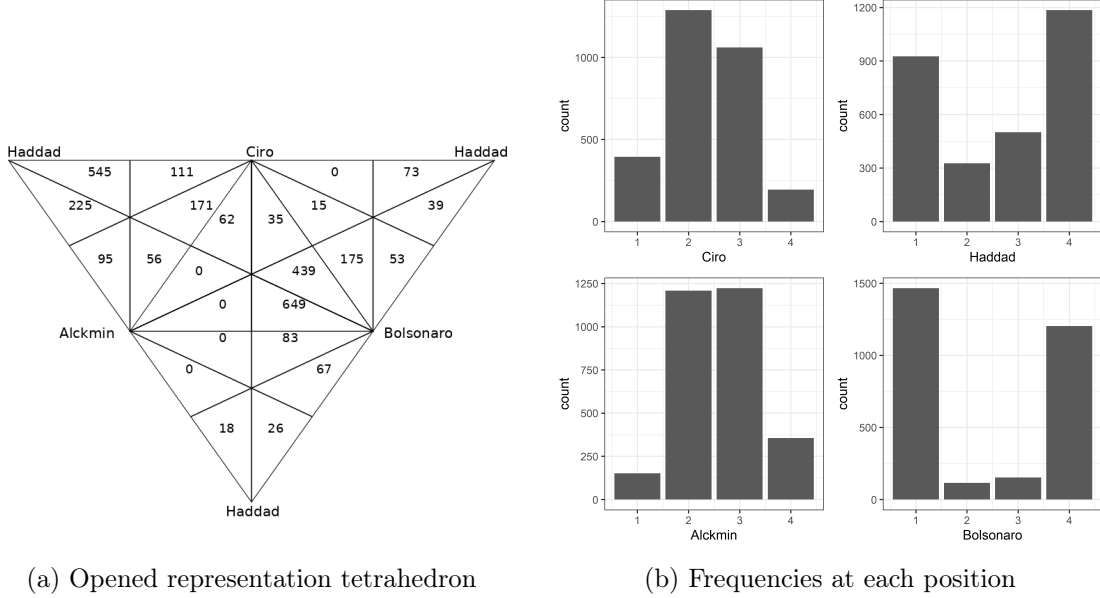 Haddad Ciro Haddad
545 111 0 73
225 171 62 35 15 39
95 56 0 439 175 53
0 649
Alckmin 0 83 Bolsonaro
0 67
18 26
Haddad
count
1000
500
0
1 2 3 4
Ciro
count
1200
900
600
300
0
1 2 3 4
Haddad
count
1250
1000
750
500
250
0
1 2 3 4
Alckmin
count
1500
1000
500
0
1 2 3 4
Bolsonaro
(a) Opened representation tetrahedron
(b) Frequencies at each position